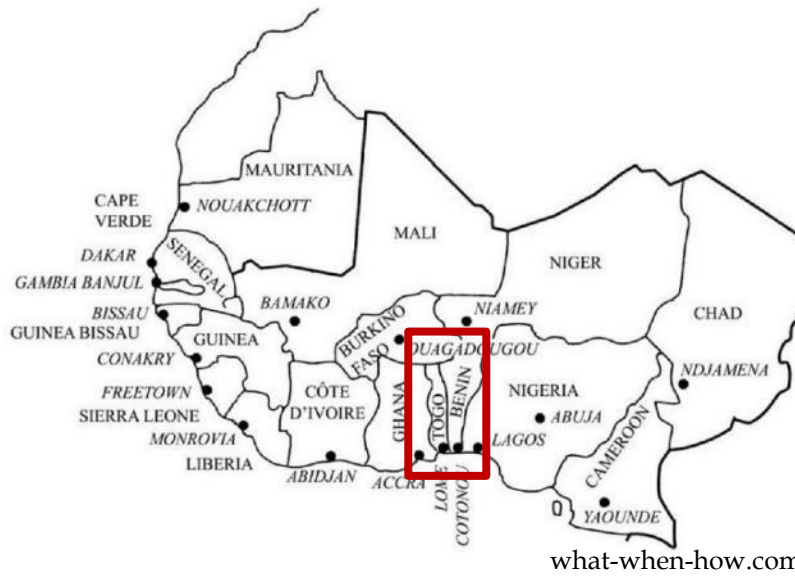 MAURITANIA
CAPE
VERDE
NOUAKCHOTT
MALI
DAKAR
SENEGAL
NIGER
GAMBIA BANJUL
BISSAU
BAMAKO
NIAMEY
CHAD
GUINEA BISSAU
GUINEA
BURKINO
FASO
OUAGADOUGOU
CONAKRY
NDJAMENA
FREETOWN
CÔTE
D'IVOIRE
GHANA
TOGO
BENIN
NIGERIA
ABUJA
SIERRA LEONE
MONROVIA
LAGOS
CAMEROON
LIBERIA
ABIDJAN
ACCRA
LOME
COTONOU
YAOUNDE
what-when-how.com